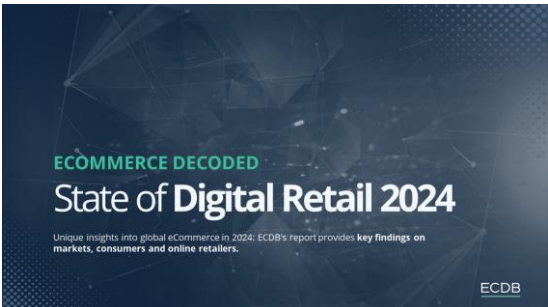 ECOMMERCE DECODED
State of Digital Retail 2024
Unique insights into global eCommerce in 2024: ECDB's report provides key finding on
markets, consumers and online retailers.
ECDB